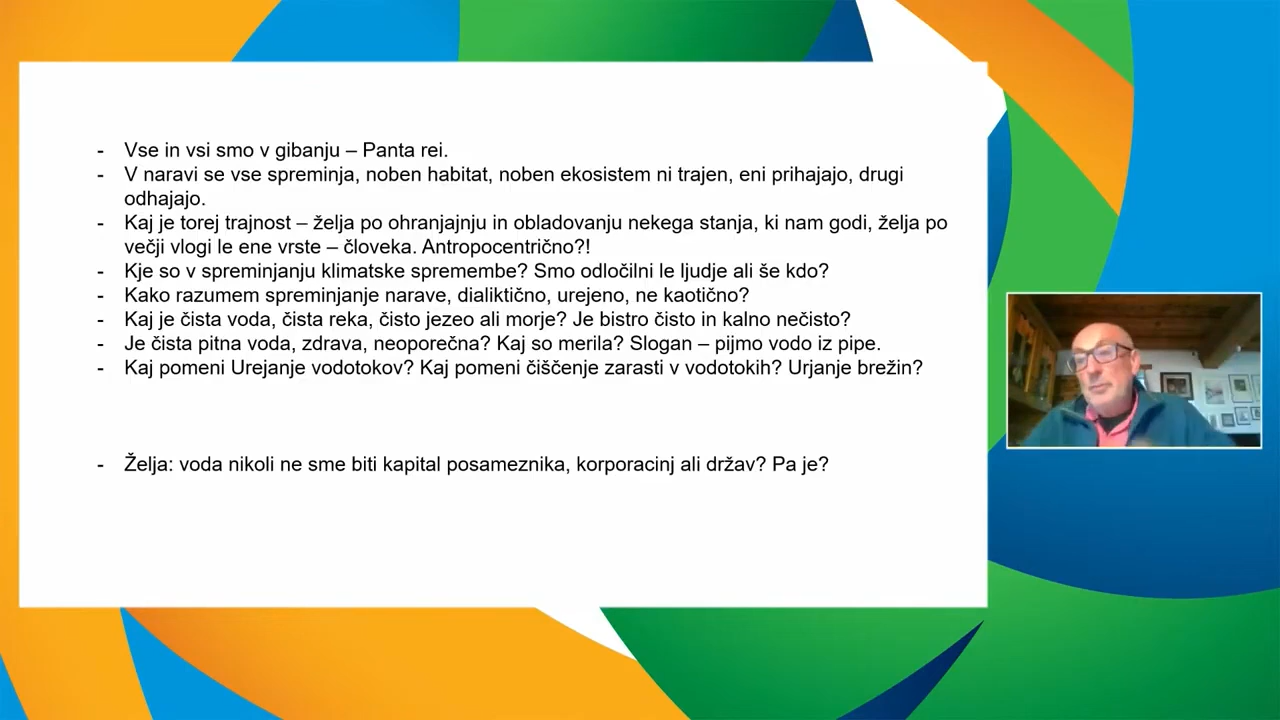 - Vse in vsi smo v gibanju – Panta rei.
- V naravi se vse spreminja, noben habitat, noben ekosistem ni trajen, eni prihajajo, drugi
odhajajo.
- Kaj je torej trajnost – želja po ohranjajnju in obladovanju nekega stanja, ki nam godi, želja po
večji vlogi le ene vrste – človeka. Antropocentrično?!
- Kje so v spreminjanju klimatske spremembe? Smo odločilni le ljudje ali še kdo?
- Kako razumem spreminjanje narave, dialiktično, urejeno, ne kaotično?
- Kaj je čista voda, čista reka, čisto jezeo ali morje? Je bistro čisto in kalno nečisto?
- Je čista pitna voda, zdrava, neoporečna? Kaj so merila? Slogan – pijmo vodo iz pipe.
- Kaj pomeni Urejanje vodotokov? Kaj pomeni čiščenje zarasti v vodotokih? Urjanje brežin?
- Želja: voda nikoli ne sme biti kapital posameznika, korporacinj ali držav? Pa je?